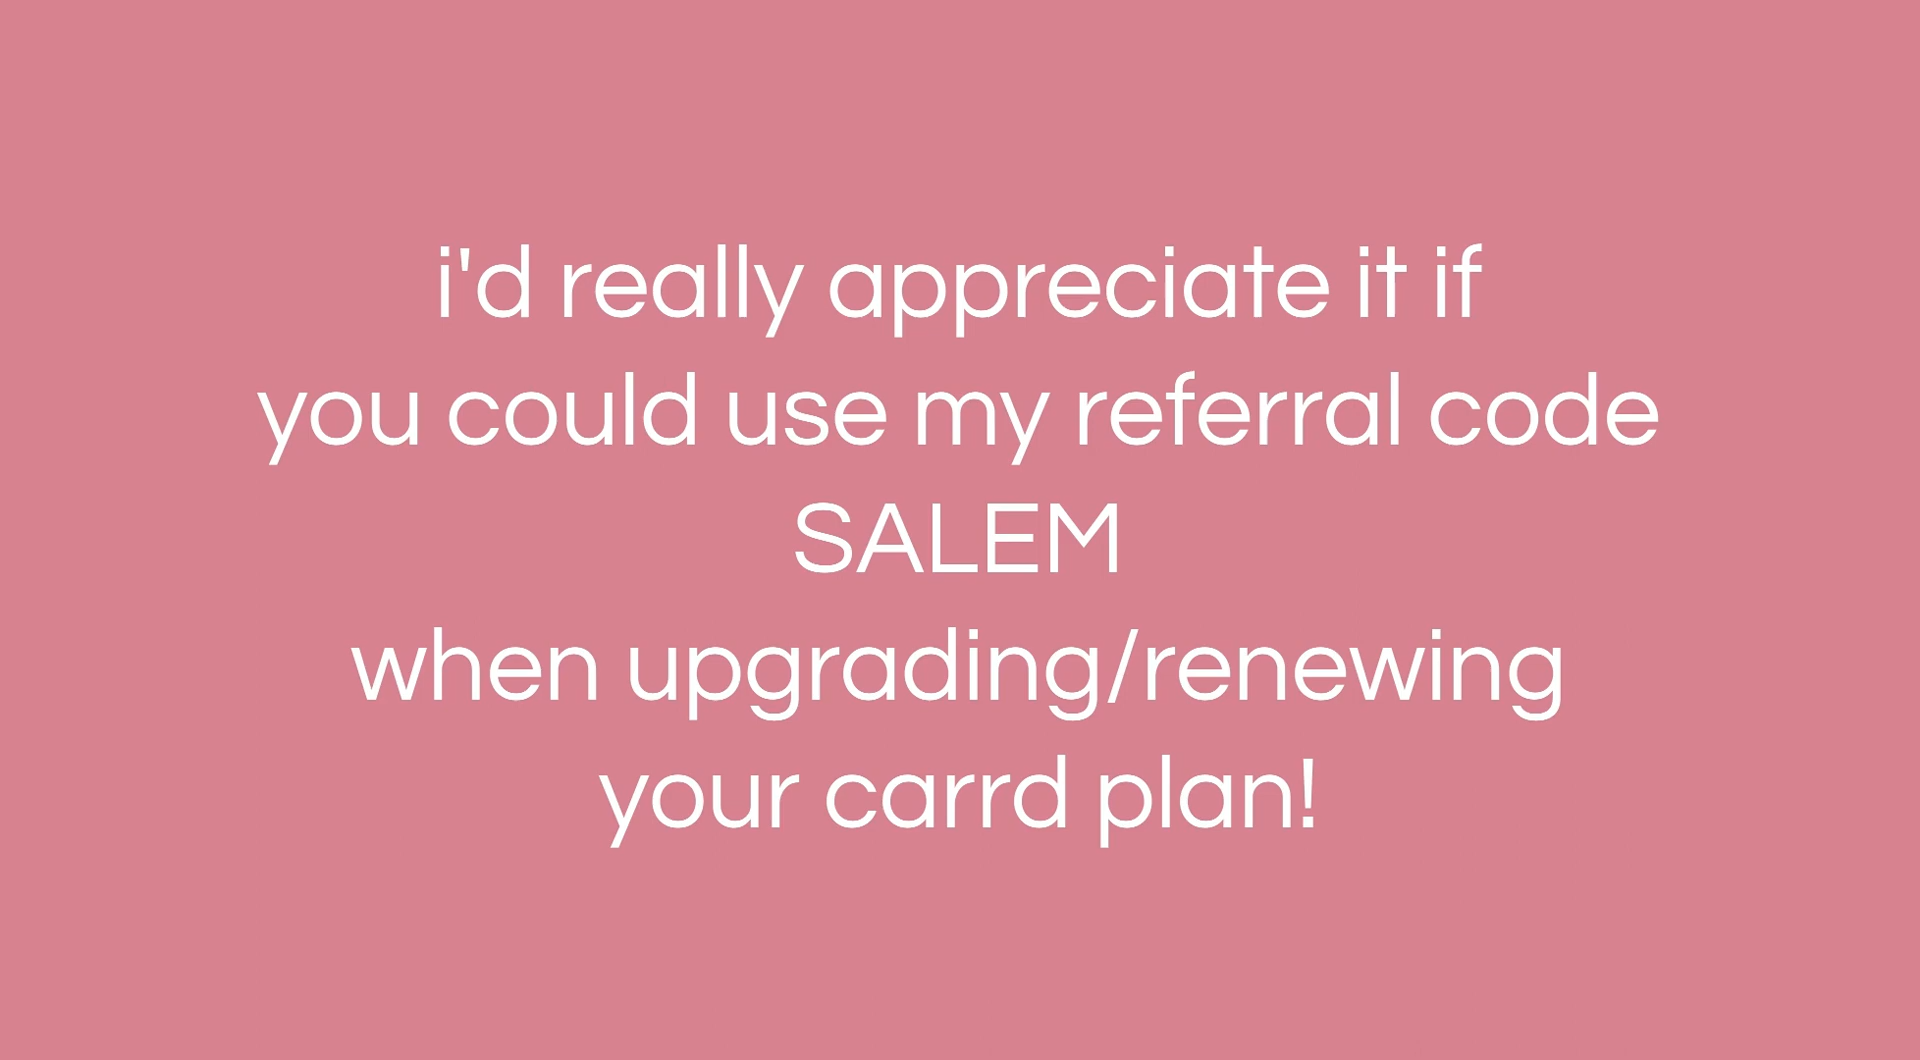 i'd really appreciate it if
you could use my referral code
SALEM
when upgrading/renewing
your carrd plan!